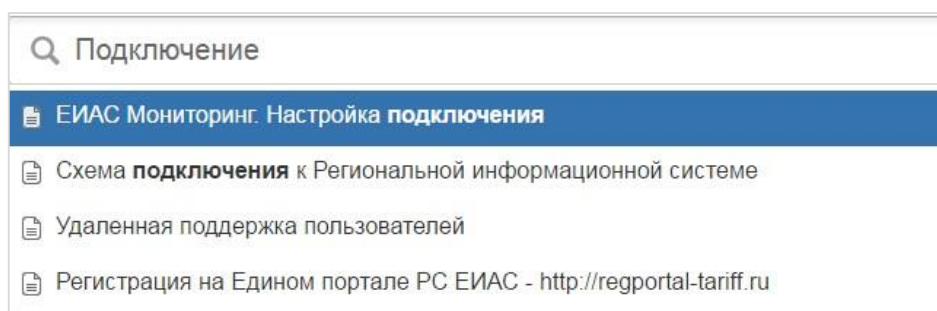 Подключение
ЕИАС Мониторинг. Настройка подключения
Схема подключения к Региональной информационной системе
Удаленная поддержка пользователей
Регистрация на Едином портале РС ЕИАС - http://regportal-tariff.ru